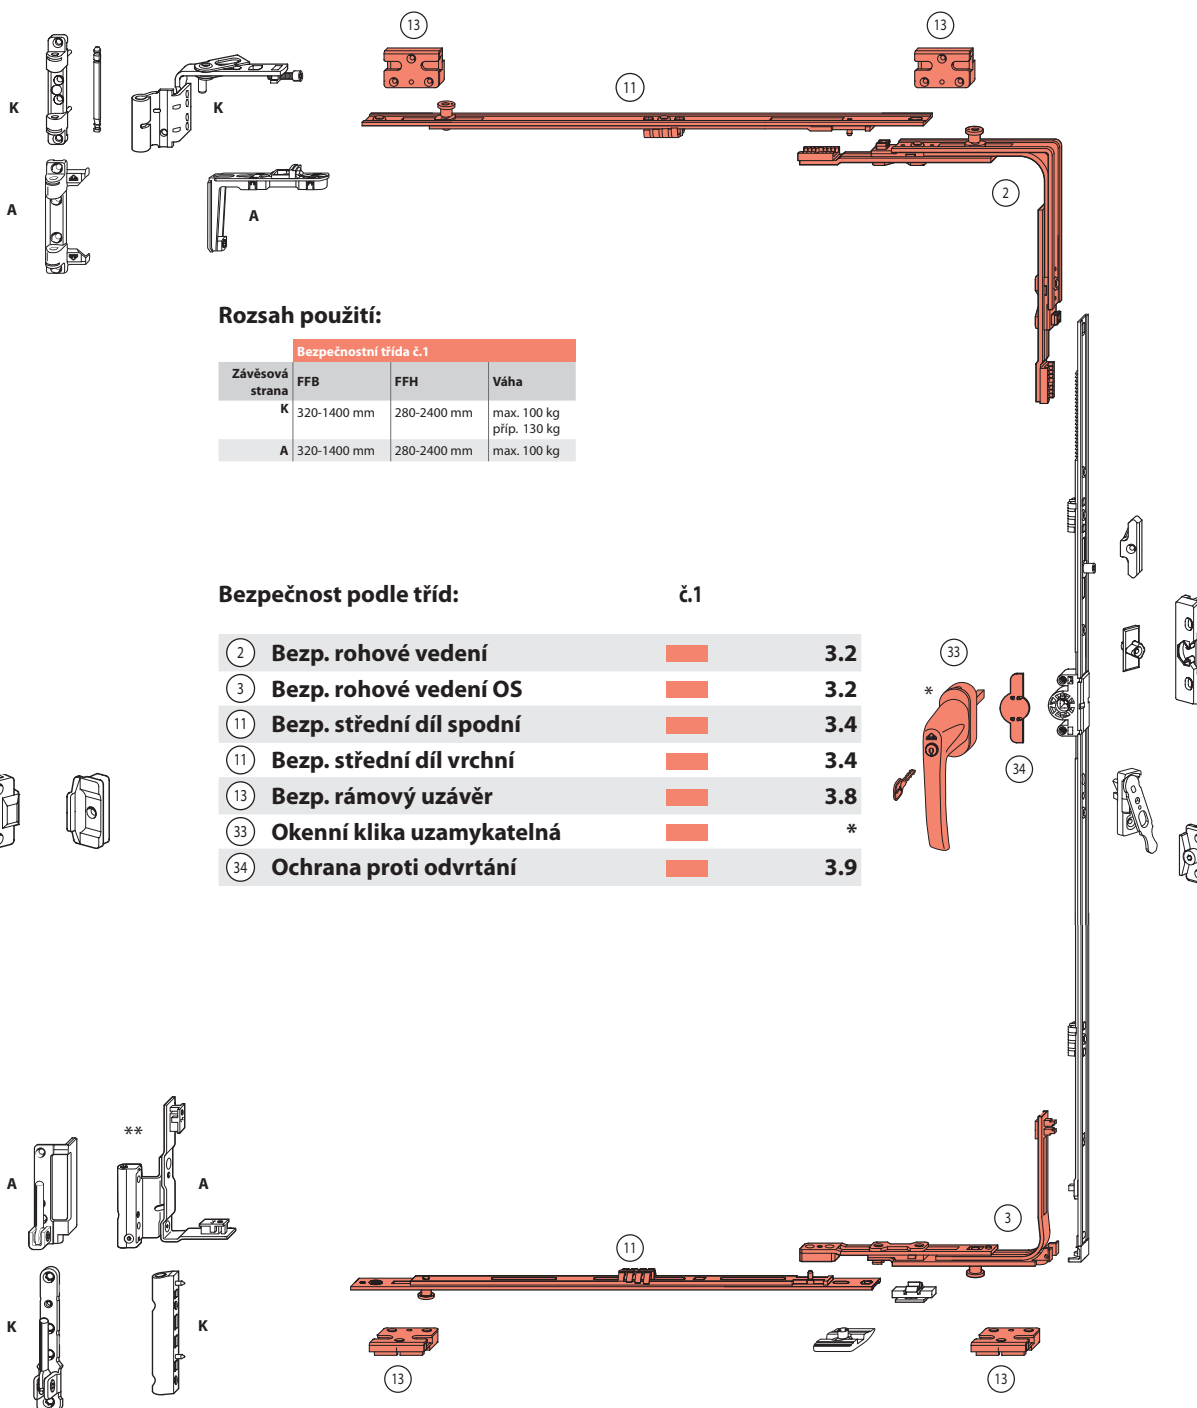 13
13
K
K
11
2
A
A
Rozsah použití:
Bezpečnostní třída č.1
Závěsová strana FFB FFH Váha
K 320-1400 mm 280-2400 mm max. 100 kg
příp. 130 kg
A 320-1400 mm 280-2400 mm max. 100 kg
Bezpečnost podle tříd: č.1
2 Bezp. rohové vedení 3.2
3 Bezp. rohové vedení OS 3.2
11 Bezp. střední díl spodní 3.4
11 Bezp. střední díl vrchní 3.4
13 Bezp. rámový uzávěr 3.8
33 Okenní klika uzamykatelná *
34 Ochrana proti odvrtání 3.9
33
*
34
**
A
A
3
11
K
K
13
13